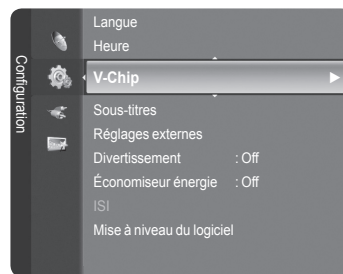 Configuration
Langue
Heure
V-Chip
Sous-titres
Réglages externes
Divertissement : Off
Économiseur énergie : Off
ISI
Mise à niveau du logiciel